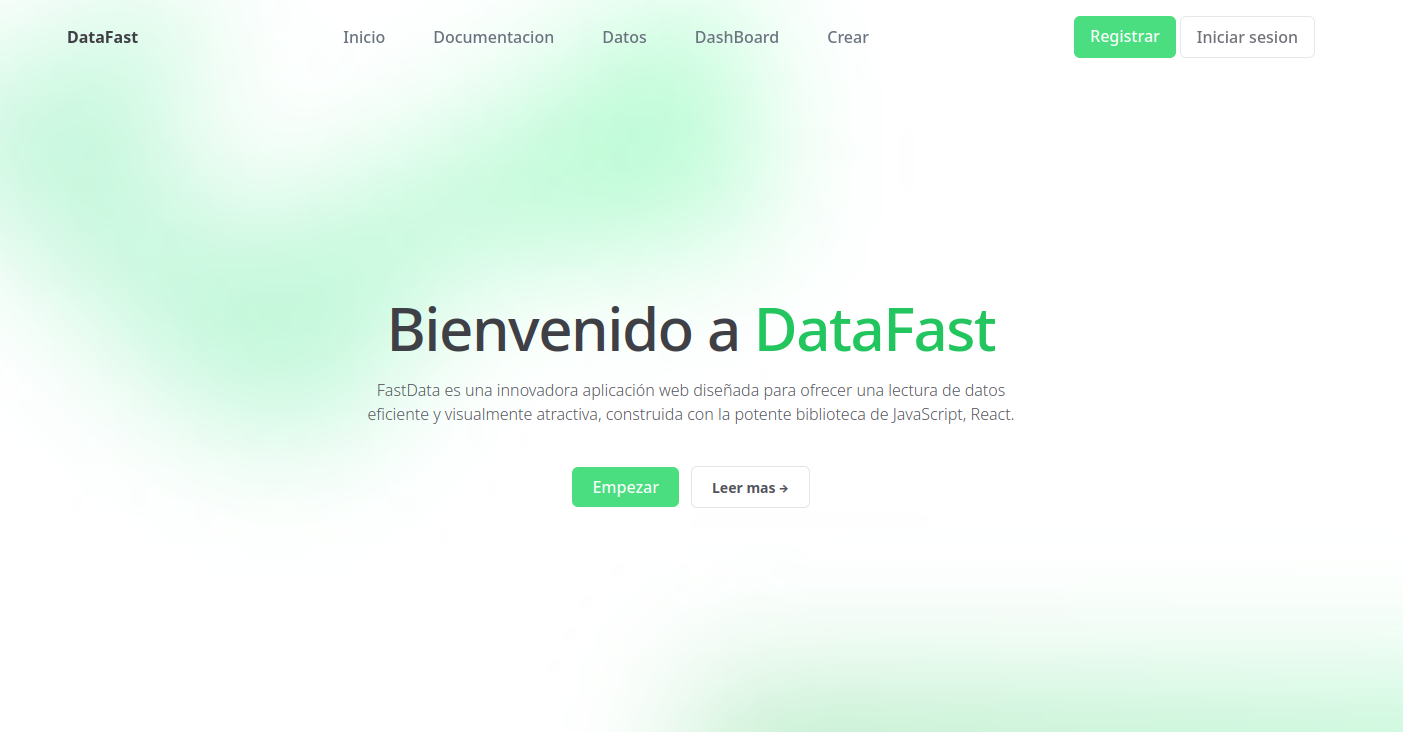 DataFast
Inicio
Documentacion
Datos
DashBoard
Crear
Registrar
Iniciar sesion
Bienvenido a DataFast
FastData es una innovadora aplicación web diseñada para ofrecer una lectura de datos
eficiente y visualmente atractiva, construida con la potente biblioteca de JavaScript, React.
Empezar
Leer mas →